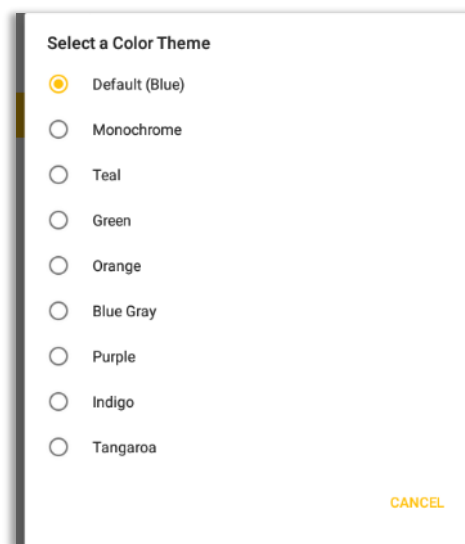 Select a Color Theme
Default (Blue)
Monochrome
Teal
Green
Orange
Blue Gray
Purple
Indigo
Tangaroa
CANCEL